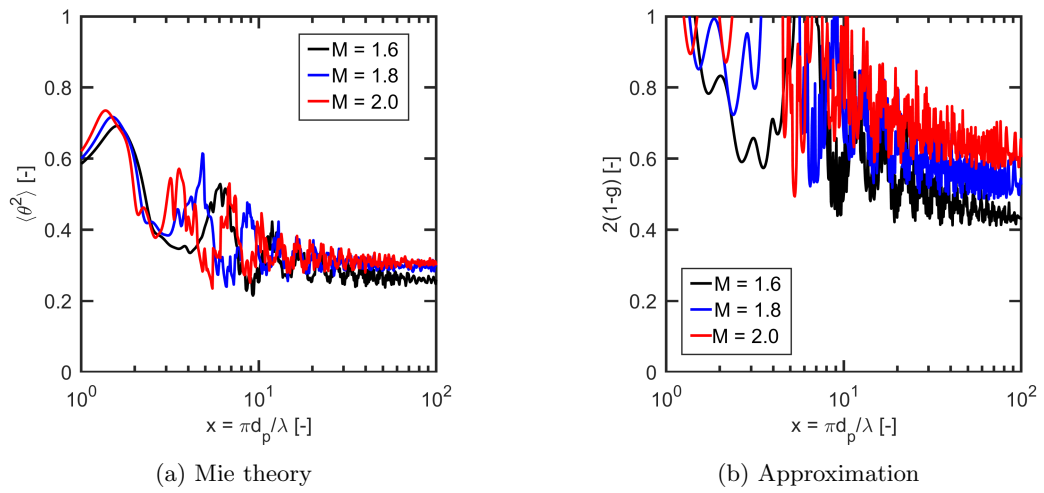 1
0.8
0.6
0.4
0.2
0
⟨θ²⟩ [-]
M = 1.6
M = 1.8
M = 2.0
10⁰ 10¹ 10²
x = πdₚ/λ [-]
(a) Mie theory
1
0.8
0.6
0.4
0.2
0
2(1-g) [-]
M = 1.6
M = 1.8
M = 2.0
10⁰ 10¹ 10²
x = πdₚ/λ [-]
(b) Approximation